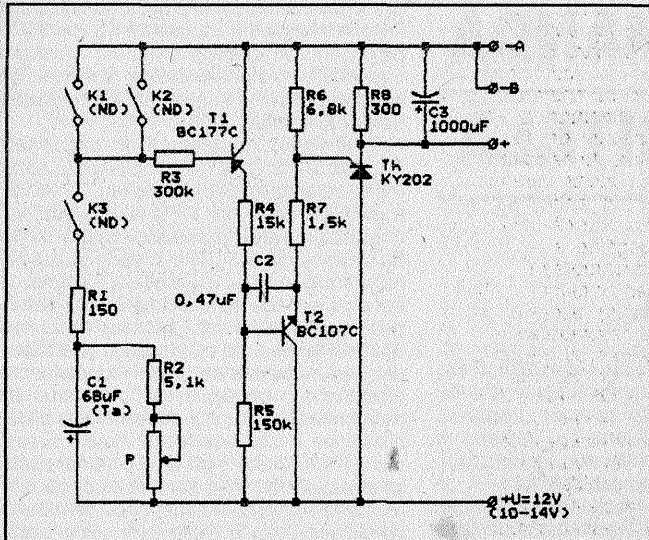 -A
K1
(ND)
K2
(ND)
T1
BC177C
R6
6,8k
R8
300
C3
1000uF
-B
+
+
R3
300k
Th
KY202
K3
(ND)
R4
15k
R7
1,5k
C2
0,47uF
R1
150
T2
BC107C
R2
5,1k
C1
68uF
(Ta)
+
R5
150k
P
+U=12V
(10-14V)